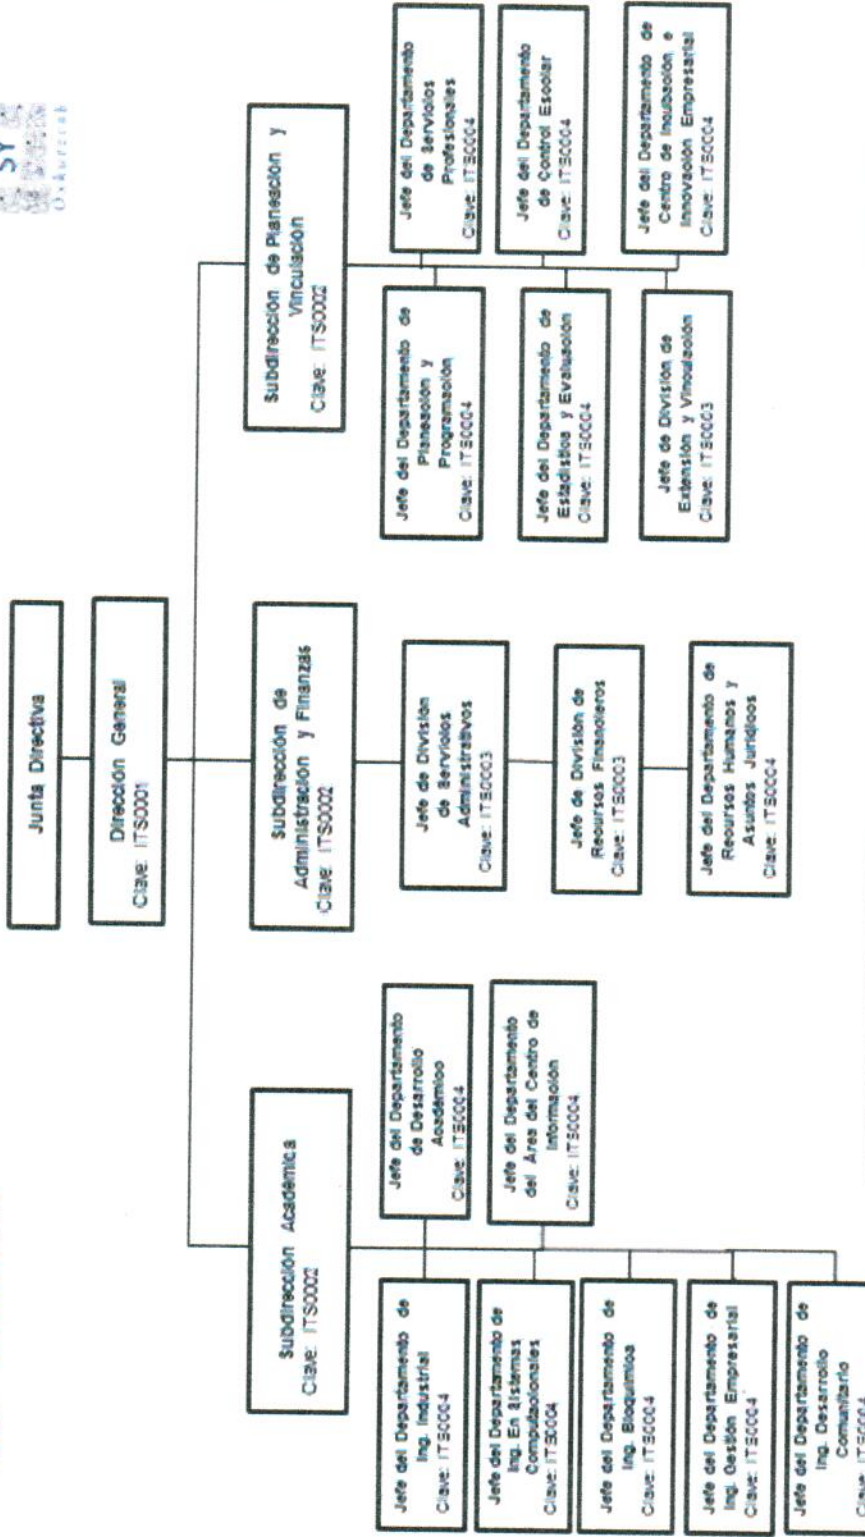 SY
Oxkutzcab
Junta Directiva
Dirección General
Clave: ITS0001
Subdirección Académica
Clave: ITS0002
Subdirección de
Administración y Finanzas
Clave: ITS0002
Subdirección de Planeación y
Vinculación
Clave: ITS0002
Jefe del Departamento de
Ing. Industrial
Clave: ITS0004
Jefe del Departamento de
Ing. En Sistemas
Computacionales
Clave: ITS0004
Jefe del Departamento de
Ing. Bioquímica
Clave: ITS0004
Jefe del Departamento de
Ing. Gestión Empresarial
Clave: ITS0004
Jefe del Departamento de
Ing. Desarrollo
Comunitario
Clave: ITS0004
Jefe del Departamento
de Desarrollo
Académico
Clave: ITS0004
Jefe del Departamento
del Área del Centro de
Información
Clave: ITS0004
Jefe de División
de Servicios
Administrativos
Clave: ITS0003
Jefe de División de
Recursos Financieros
Clave: ITS0003
Jefe del Departamento de
Recursos Humanos y
Asuntos Jurídicos
Clave: ITS0004
Jefe del Departamento de
Planeación y
Programación
Clave: ITS0004
Jefe del Departamento de
Estadística y Evaluación
Clave: ITS0004
Jefe de División de
Extensión y Vinculación
Clave: ITS0003
Jefe del Departamento
de Servicios
Profesionales
Clave: ITS0004
Jefe del Departamento
de Control Escolar
Clave: ITS0004
Jefe del Departamento de
Centro de Incubación e
Innovación Empresarial
Clave: ITS0004